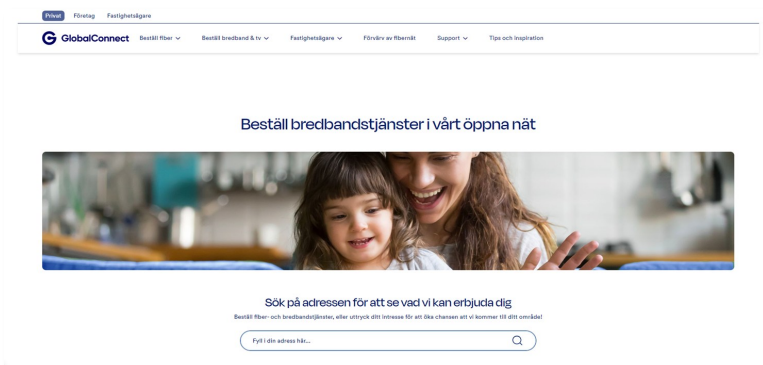 Privat Företag Fastighetsägare
GlobalConnect Beställ fiber Beställ bredband & tv Fastighetsägare Förvärv av fibernät Support Tips och inspiration
Beställ bredbandstjänster i vårt öppna nät
Sök på adressen för att se vad vi kan erbjuda dig
Beställ fiber- och bredbandstjänster, eller uttryck ditt intresse för att öka chansen att vi kommer till ditt område!
Fyll i din adress här...